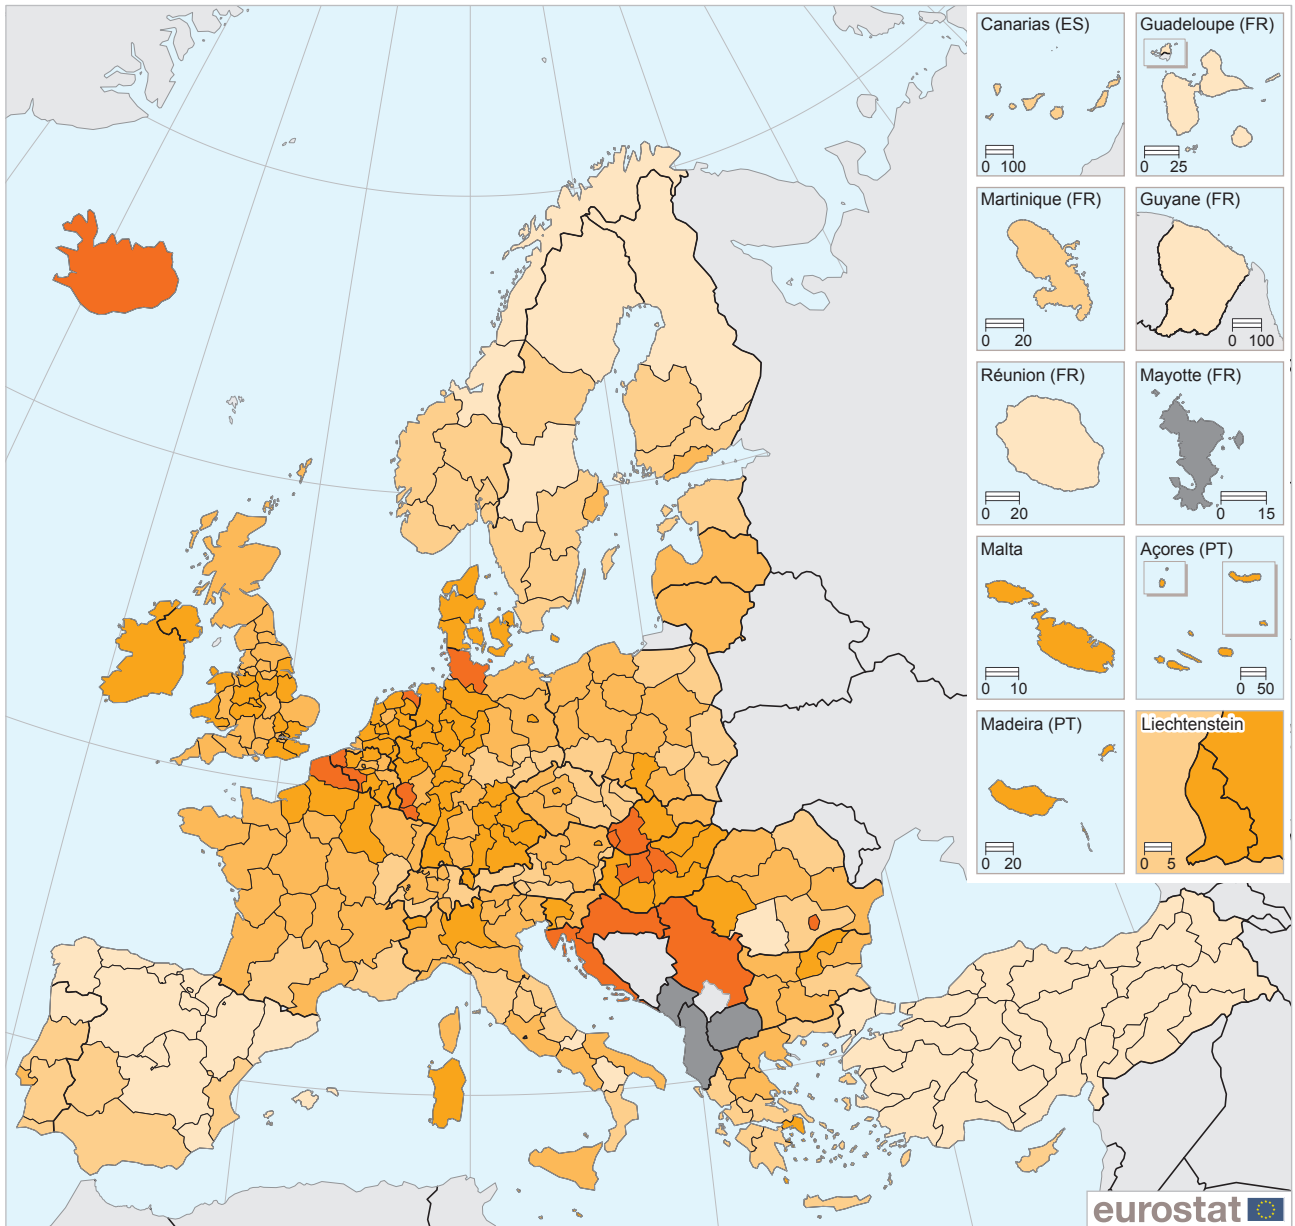 Canarias (ES)
0 100
Guadeloupe (FR)
0 25
Martinique (FR)
0 20
Guyane (FR)
0 100
Réunion (FR)
0 20
Mayotte (FR)
0 15
Malta
0 10
Açores (PT)
0 50
Madeira (PT)
0 20
Liechtenstein
0 5
eurostat